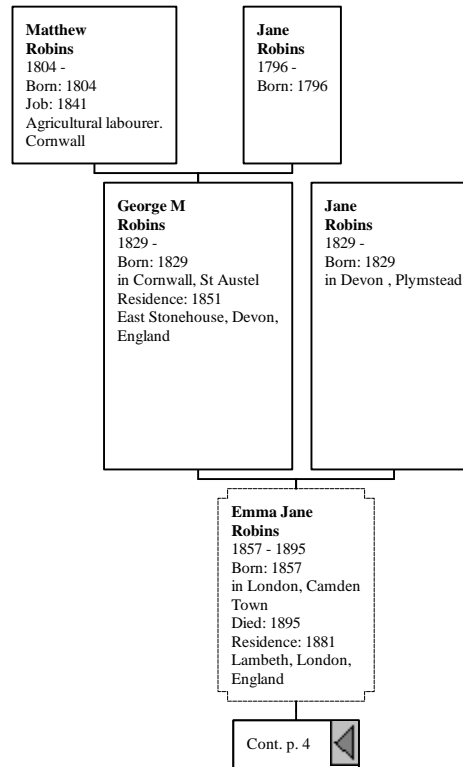 Matthew
Robins
1804 -
Born: 1804
Job: 1841
Agricultural labourer.
Cornwall
Jane
Robins
1796 -
Born: 1796
George M
Robins
1829 -
Born: 1829
in Cornwall, St Austel
Residence: 1851
East Stonehouse, Devon,
England
Jane
Robins
1829 -
Born: 1829
in Devon , Plymstead
Emma Jane
Robins
1857 - 1895
Born: 1857
in London, Camden
Town
Died: 1895
Residence: 1881
Lambeth, London,
England
Cont. p. 4